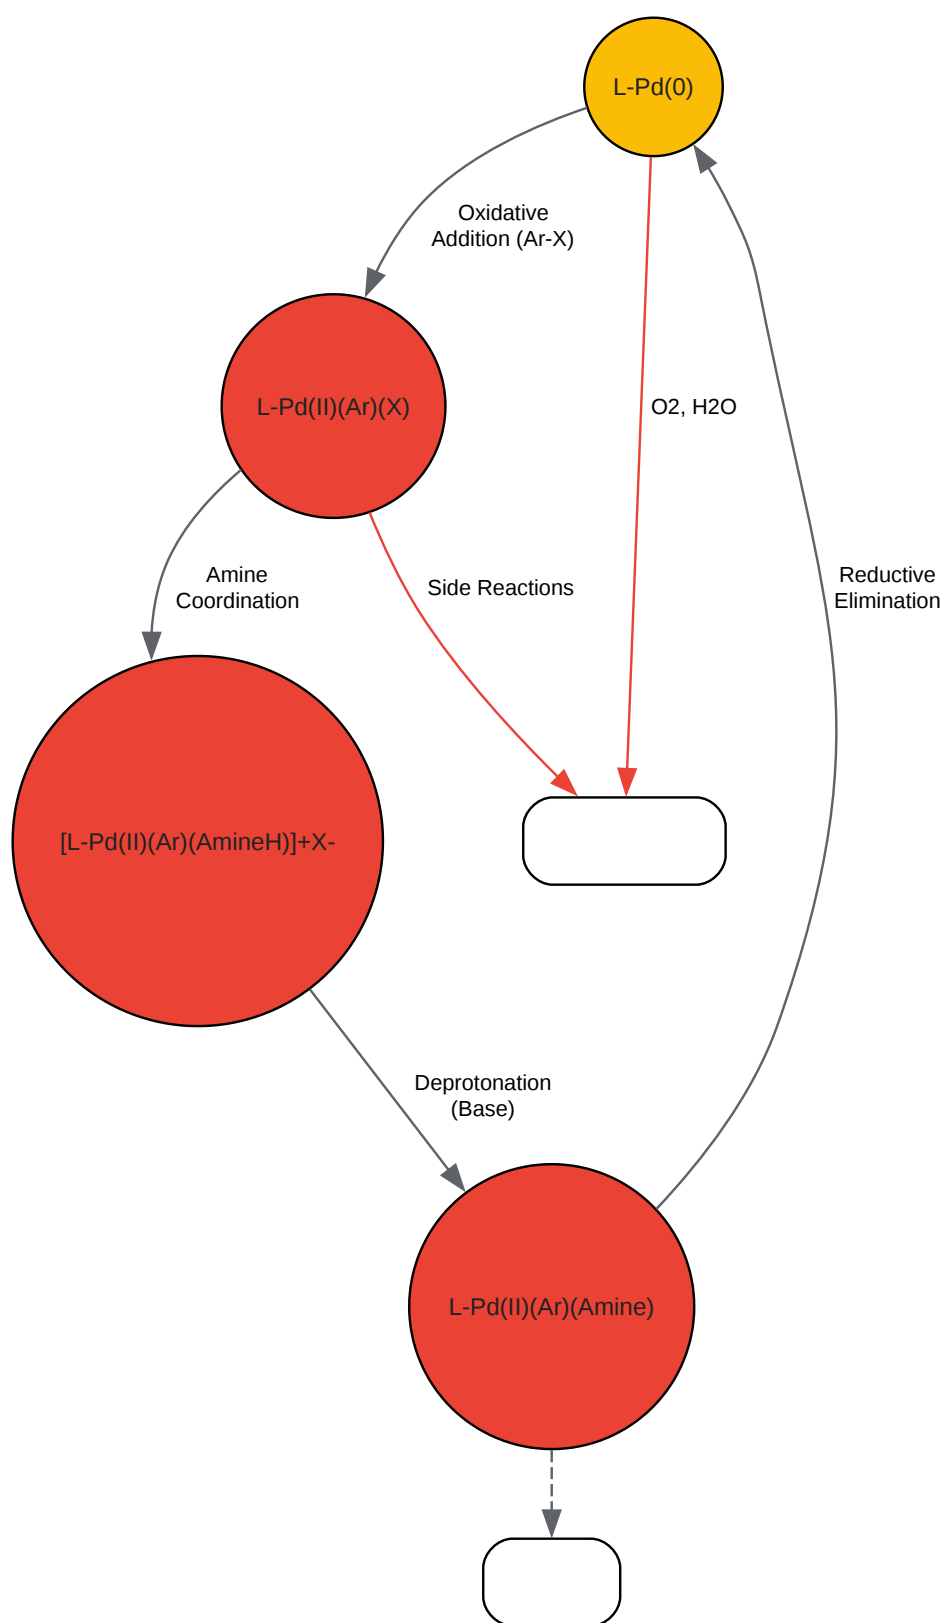 L-Pd(0)
Oxidative
Addition (Ar-X)
L-Pd(II)(Ar)(X)
O2, H2O
Amine
Coordination
Side Reactions
Reductive
Elimination
[L-Pd(II)(Ar)(AmineH)]+X-
Deprotonation
(Base)
L-Pd(II)(Ar)(Amine)